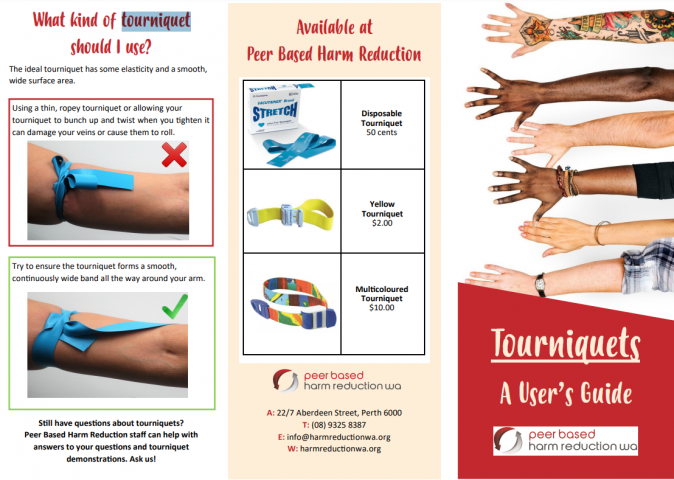 What kind of tourniquet
should I use?
The ideal tourniquet has some elasticity and a smooth,
wide surface area.
Using a thin, ropey tourniquet or allowing your
tourniquet to bunch up and twist when you tighten it
can damage your veins or cause them to roll.
Try to ensure the tourniquet forms a smooth,
continuously wide band all the way around your arm.
Still have questions about tourniquets?
Peer Based Harm Reduction staff can help with
answers to your questions and tourniquet
demonstrations. Ask us!
Available at
Peer Based Harm Reduction
STRETCH
Disposable
Tourniquet
50 cents
Yellow
Tourniquet
$2.00
Multicoloured
Tourniquet
$10.00
peer based
harm reduction wa
A: 22/7 Aberdeen Street, Perth 6000
T: (08) 9325 8387
E: info@harmreductionwa.org
W: harmreductionwa.org
Tourniquets
A User's Guide
peer based
harm reduction wa